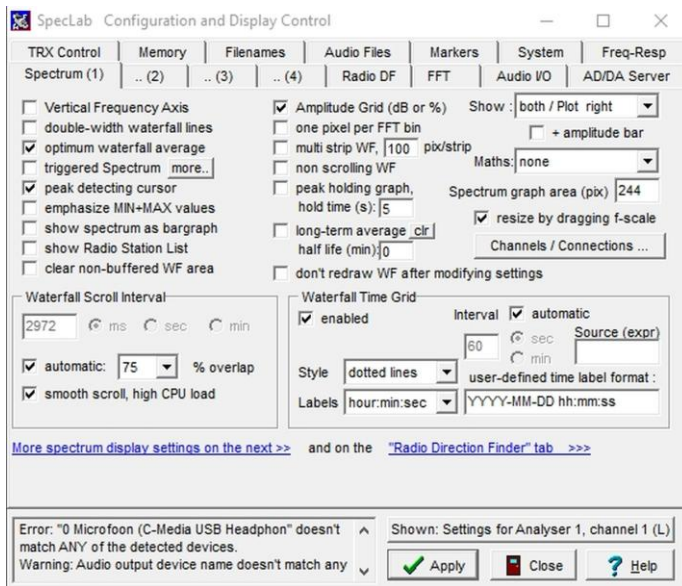 SpecLab Configuration and Display Control
TRX Control Memory Filenames Audio Files Markers System Freq-Resp
Spectrum (1) .. (2) .. (3) .. (4) Radio DF FFT Audio I/O AD/DA Server
Vertical Frequency Axis
double-width waterfall lines
optimum waterfall average
triggered Spectrum more..
peak detecting cursor
emphasize MIN+MAX values
show spectrum as bargraph
show Radio Station List
clear non-buffered WF area
Amplitude Grid (dB or %)
one pixel per FFT bin
multi strip WF, 100 pix/strip
non scrolling WF
peak holding graph,
hold time (s): 5
long-term average clr
half life (min): 0
don't redraw WF after modifying settings
Show : both / Plot right
+ amplitude bar
Maths: none
Spectrum graph area (pix) 244
resize by dragging f-scale
Channels / Connections ...
Waterfall Scroll Interval
2972 ms sec min
automatic: 75 % overlap
smooth scroll, high CPU load
Waterfall Time Grid
enabled
Interval automatic
60 sec min
Source (expr)
Style dotted lines
user-defined time label format :
Labels hour:min:sec YYYY-MM-DD hh:mm:ss
More spectrum display settings on the next >> and on the "Radio Direction Finder" tab >>>
Error: "0 Microfoon (C-Media USB Headphon" doesn't
match ANY of the detected devices.
Warning: Audio output device name doesn't match any
Shown: Settings for Analyser 1, channel 1 (L)
Apply Close Help